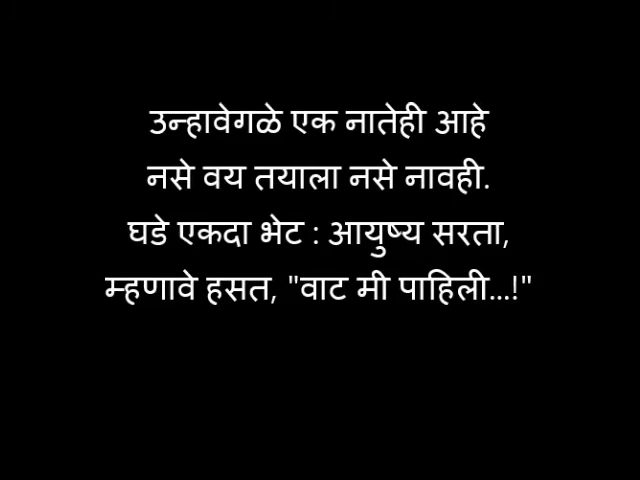 उन्हावेगळे एक नातेही आहे
नसे वय तयाला नसे नावही.
घडे एकदा भेट : आयुष्य सरता,
म्हणावे हसत, "वाट मी पाहिली...!"